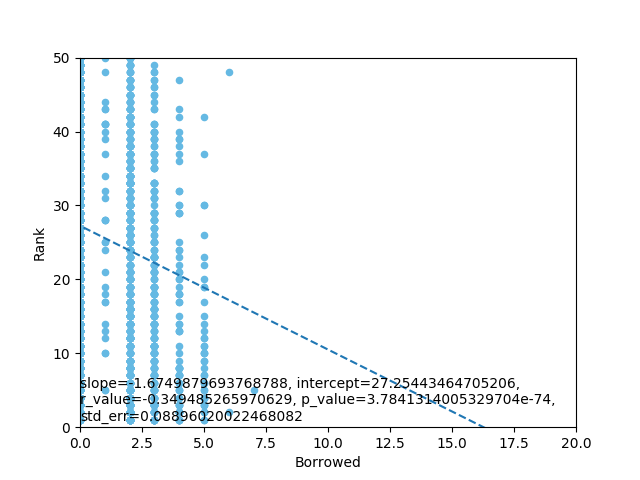 50
40
30
20
10
0
Rank
slope=-1.6749879693768788, intercept=27.25443464705206,
r_value=-0.349485265970629, p_value=3.7841314005329704e-74,
std_err=0.08896020022468082
0.0 2.5 5.0 7.5 10.0 12.5 15.0 17.5 20.0
Borrowed